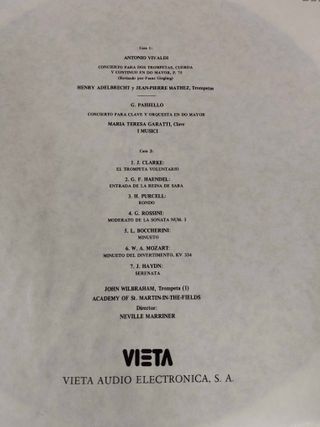 Cara 1:
ANTONIO VIVALDI
CONCIERTO PARA DOS TROMPETAS, CUERDA
Y CONTINUO EN DO MAYOR, P. 75
(Revisado por Franz Giegling)
HENRY ADELBRECHT y JEAN-PIERRE MATHEZ, Trompetas
G. PAISIELLO
CONCIERTO PARA CLAVE Y ORQUESTA EN DO MAYOR
MARIA TERESA GARATTI, Clave
I MUSICI
Cara 2:
1. J. CLARKE:
EL TROMPETA VOLUNTARIO
2. G. F. HAENDEL:
ENTRADA DE LA REINA DE SABA
3. H. PURCELL:
RONDO
4. G. ROSSINI:
MODERATO DE LA SONATA NUM. 1
5. L. BOCCHERINI:
MINUETO
6. W. A. MOZART:
MINUETO DEL DIVERTIMENTO, KV 334
7. J. HAYDN:
SERENATA
JOHN WILBRAHAM, Trompeta (1)
ACADEMY OF St. MARTIN-IN-THE-FIELDS
Director:
NEVILLE MARRINER
VIETA
VIETA AUDIO ELECTRONICA, S. A.